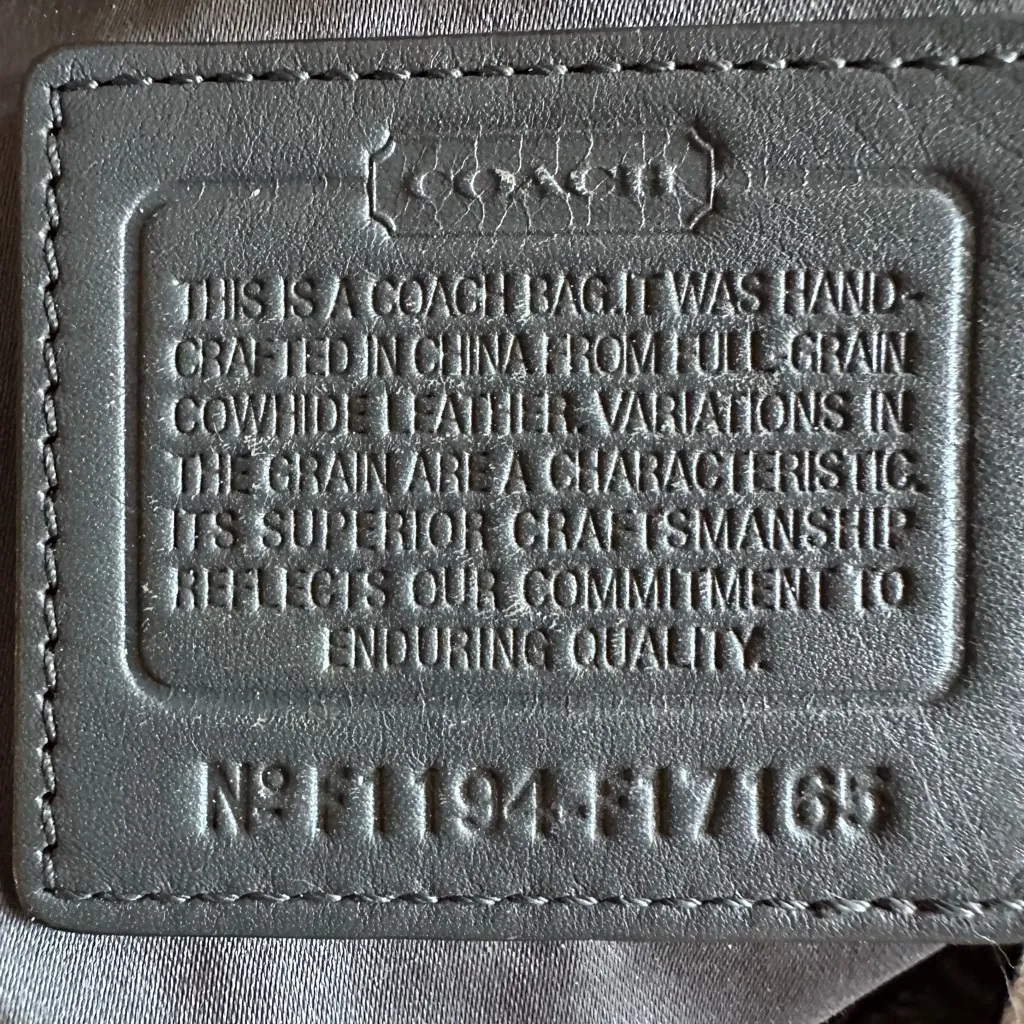 COACH
THIS IS A COACH BAG.IT WAS HAND-
CRAFTED IN CHINA FROM FULL-GRAIN
COWHIDE LEATHER. VARIATIONS IN
THE GRAIN ARE A CHARACTERISTIC.
ITS SUPERIOR CRAFTSMANSHIP
REFLECTS OUR COMMITMENT TO
ENDURING QUALITY.
Nº F1194-F17165